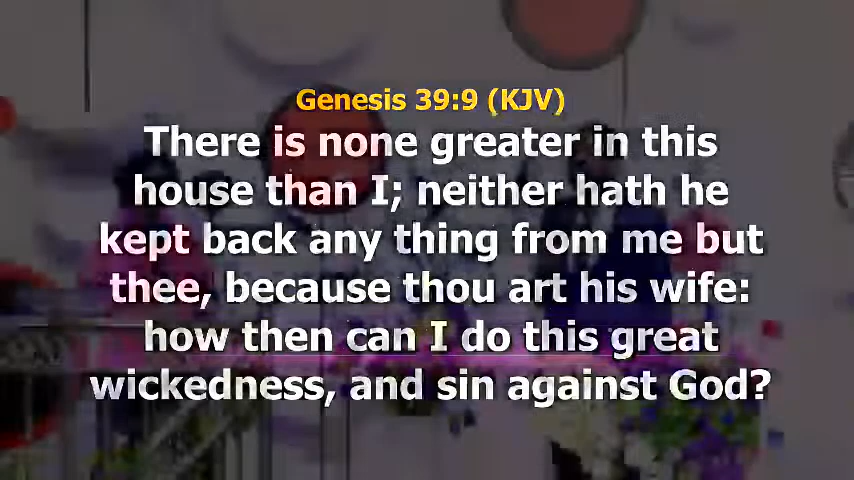 Genesis 39:9 (KJV)
There is none greater in this
house than I; neither hath he
kept back any thing from me but
thee, because thou art his wife:
how then can I do this great
wickedness, and sin against God?